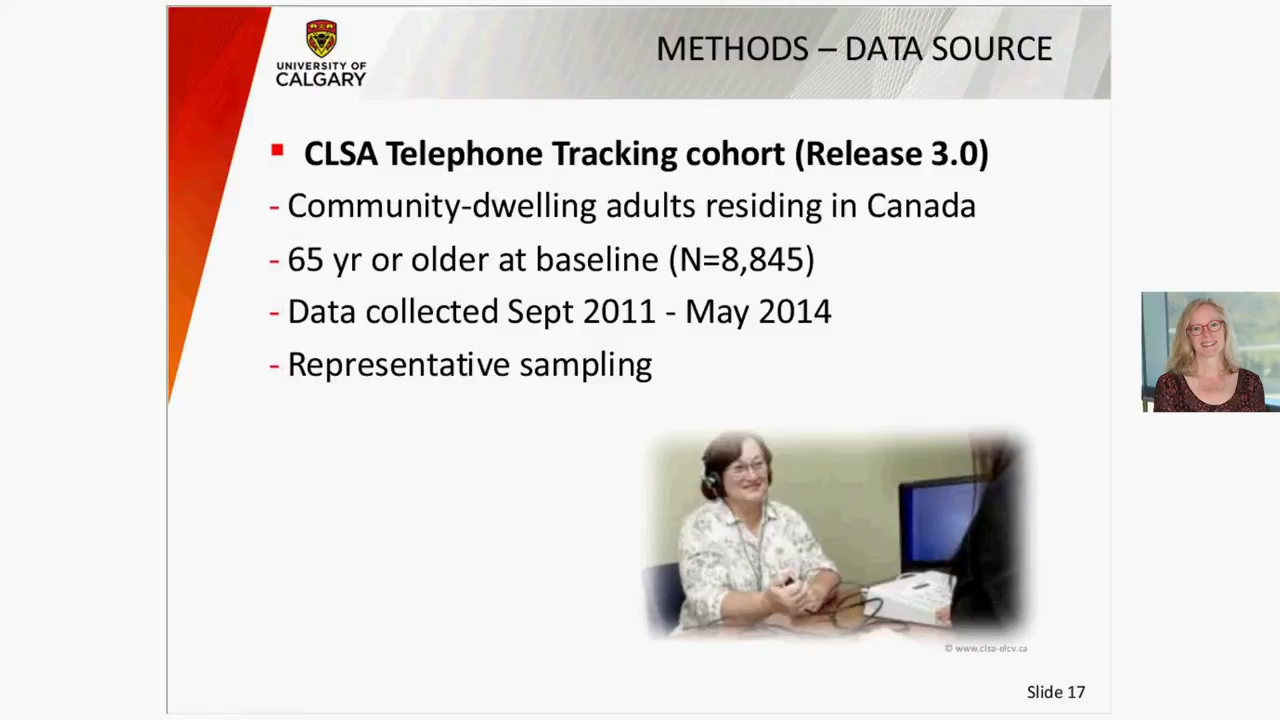 UNIVERSITY OF
CALGARY
METHODS – DATA SOURCE
▪ CLSA Telephone Tracking cohort (Release 3.0)
- Community-dwelling adults residing in Canada
- 65 yr or older at baseline (N=8,845)
- Data collected Sept 2011 - May 2014
- Representative sampling
© www.clsa-elcv.ca
Slide 17